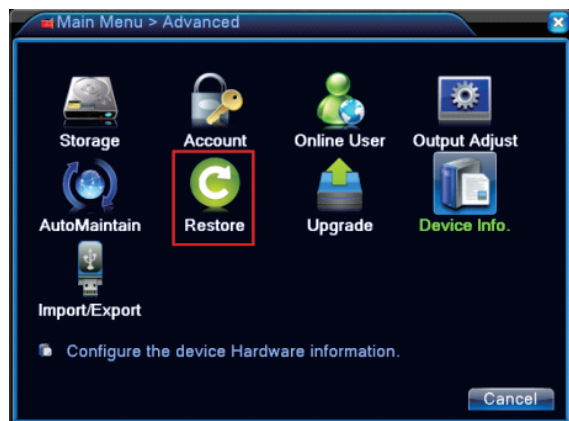 Main Menu > Advanced
Storage Account Online User Output Adjust
AutoMaintain Restore Upgrade Device Info.
Import/Export
Configure the device Hardware information.
Cancel